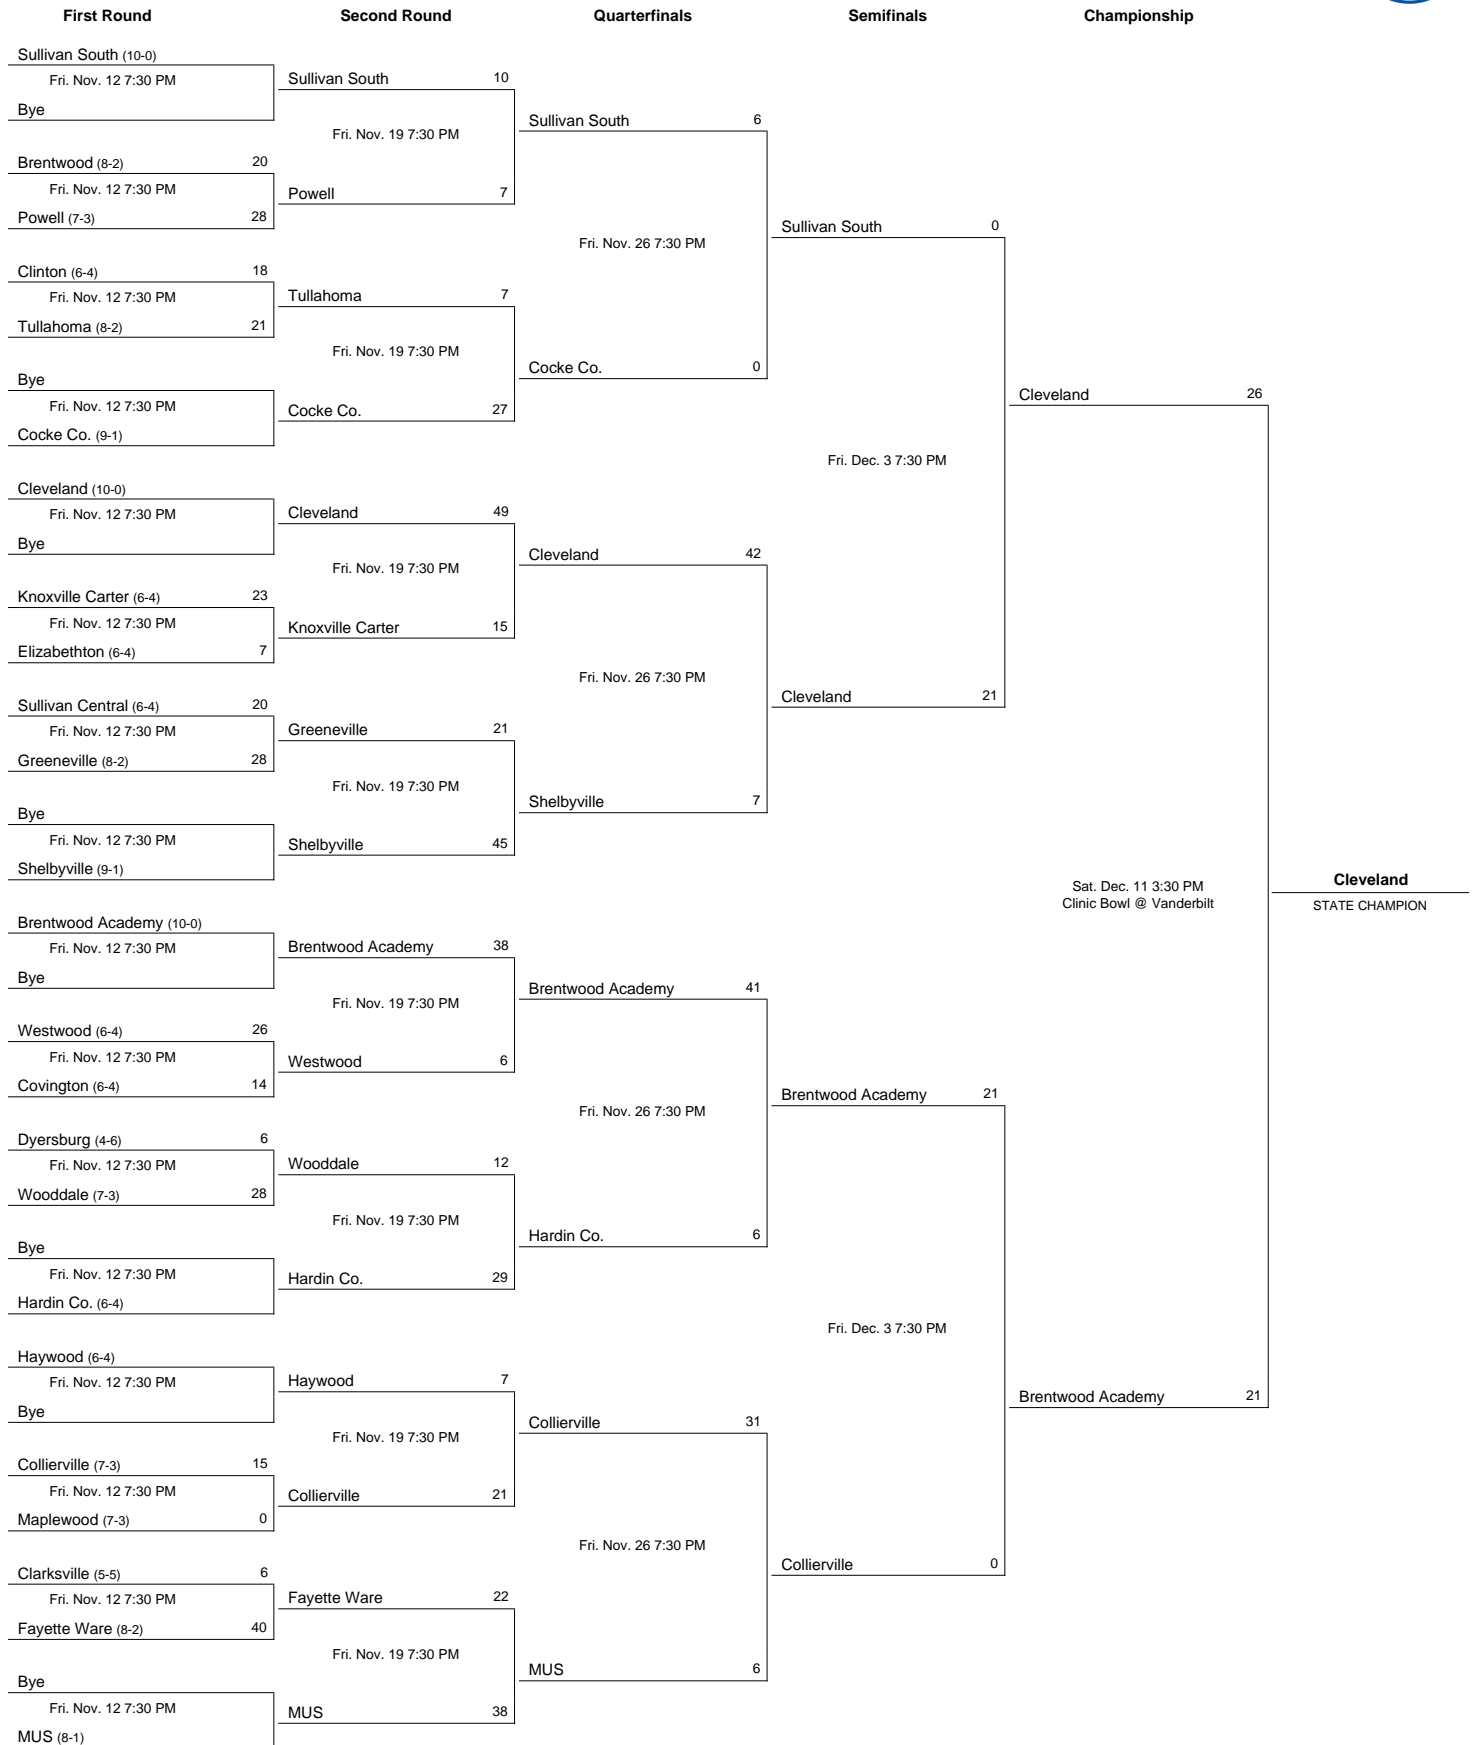 First Round
Second Round
Quarterfinals
Semifinals
Championship
Sullivan South (10-0)
Fri. Nov. 12 7:30 PM
Bye
Brentwood (8-2) 20
Fri. Nov. 12 7:30 PM
Powell (7-3) 28
Clinton (6-4) 18
Fri. Nov. 12 7:30 PM
Tullahoma (8-2) 21
Bye
Fri. Nov. 12 7:30 PM
Cocke Co. (9-1)
Cleveland (10-0)
Fri. Nov. 12 7:30 PM
Bye
Knoxville Carter (6-4) 23
Fri. Nov. 12 7:30 PM
Elizabethton (6-4) 7
Sullivan Central (6-4) 20
Fri. Nov. 12 7:30 PM
Greeneville (8-2) 28
Bye
Fri. Nov. 12 7:30 PM
Shelbyville (9-1)
Brentwood Academy (10-0)
Fri. Nov. 12 7:30 PM
Bye
Westwood (6-4) 26
Fri. Nov. 12 7:30 PM
Covington (6-4) 14
Dyersburg (4-6) 6
Fri. Nov. 12 7:30 PM
Wooddale (7-3) 28
Bye
Fri. Nov. 12 7:30 PM
Hardin Co. (6-4)
Haywood (6-4)
Fri. Nov. 12 7:30 PM
Bye
Collierville (7-3) 15
Fri. Nov. 12 7:30 PM
Maplewood (7-3) 0
Clarksville (5-5) 6
Fri. Nov. 12 7:30 PM
Fayette Ware (8-2) 40
Bye
Fri. Nov. 12 7:30 PM
MUS (8-1)
Sullivan South 10
Fri. Nov. 19 7:30 PM
Powell 7
Tullahoma 7
Fri. Nov. 19 7:30 PM
Cocke Co. 27
Cleveland 49
Fri. Nov. 19 7:30 PM
Knoxville Carter 15
Greeneville 21
Fri. Nov. 19 7:30 PM
Shelbyville 45
Brentwood Academy 38
Fri. Nov. 19 7:30 PM
Westwood 6
Wooddale 12
Fri. Nov. 19 7:30 PM
Hardin Co. 29
Haywood 7
Fri. Nov. 19 7:30 PM
Collierville 21
Fayette Ware 22
Fri. Nov. 19 7:30 PM
MUS 38
Sullivan South 6
Fri. Nov. 26 7:30 PM
Cocke Co. 0
Cleveland 42
Fri. Nov. 26 7:30 PM
Shelbyville 7
Brentwood Academy 41
Fri. Nov. 26 7:30 PM
Hardin Co. 6
Collierville 31
Fri. Nov. 26 7:30 PM
MUS 6
Sullivan South 0
Fri. Dec. 3 7:30 PM
Cleveland 21
Brentwood Academy 21
Fri. Dec. 3 7:30 PM
Collierville 0
Cleveland 26
Sat. Dec. 11 3:30 PM
Clinic Bowl @ Vanderbilt
Brentwood Academy 21
Cleveland
STATE CHAMPION